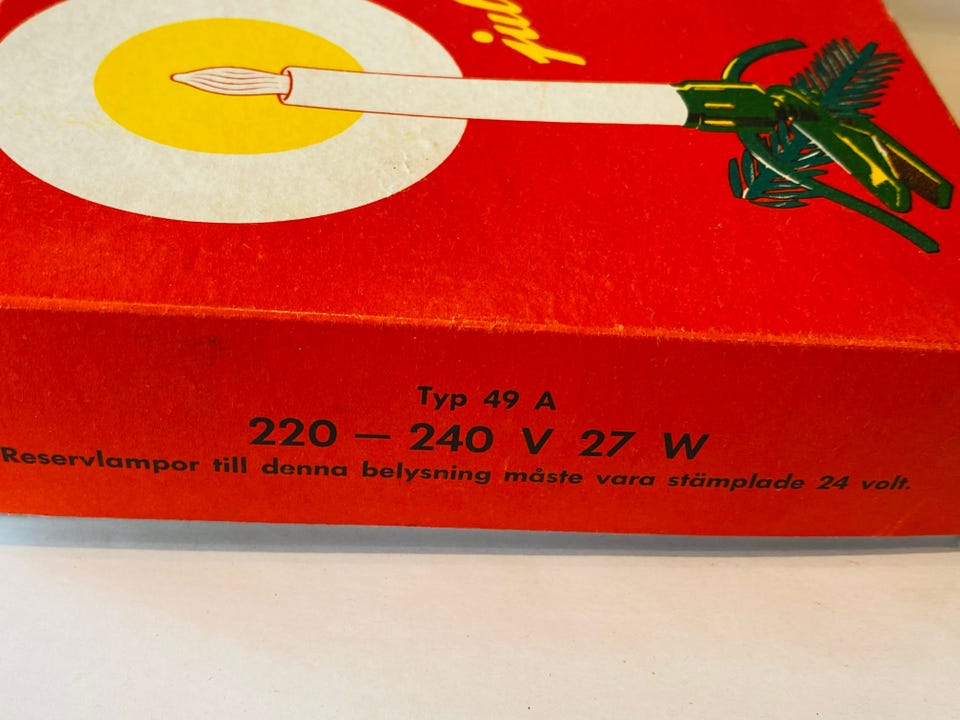 Typ 49 A
220 – 240 V 27 W
Reservlampor till denna belysning måste vara stämplade 24 volt.